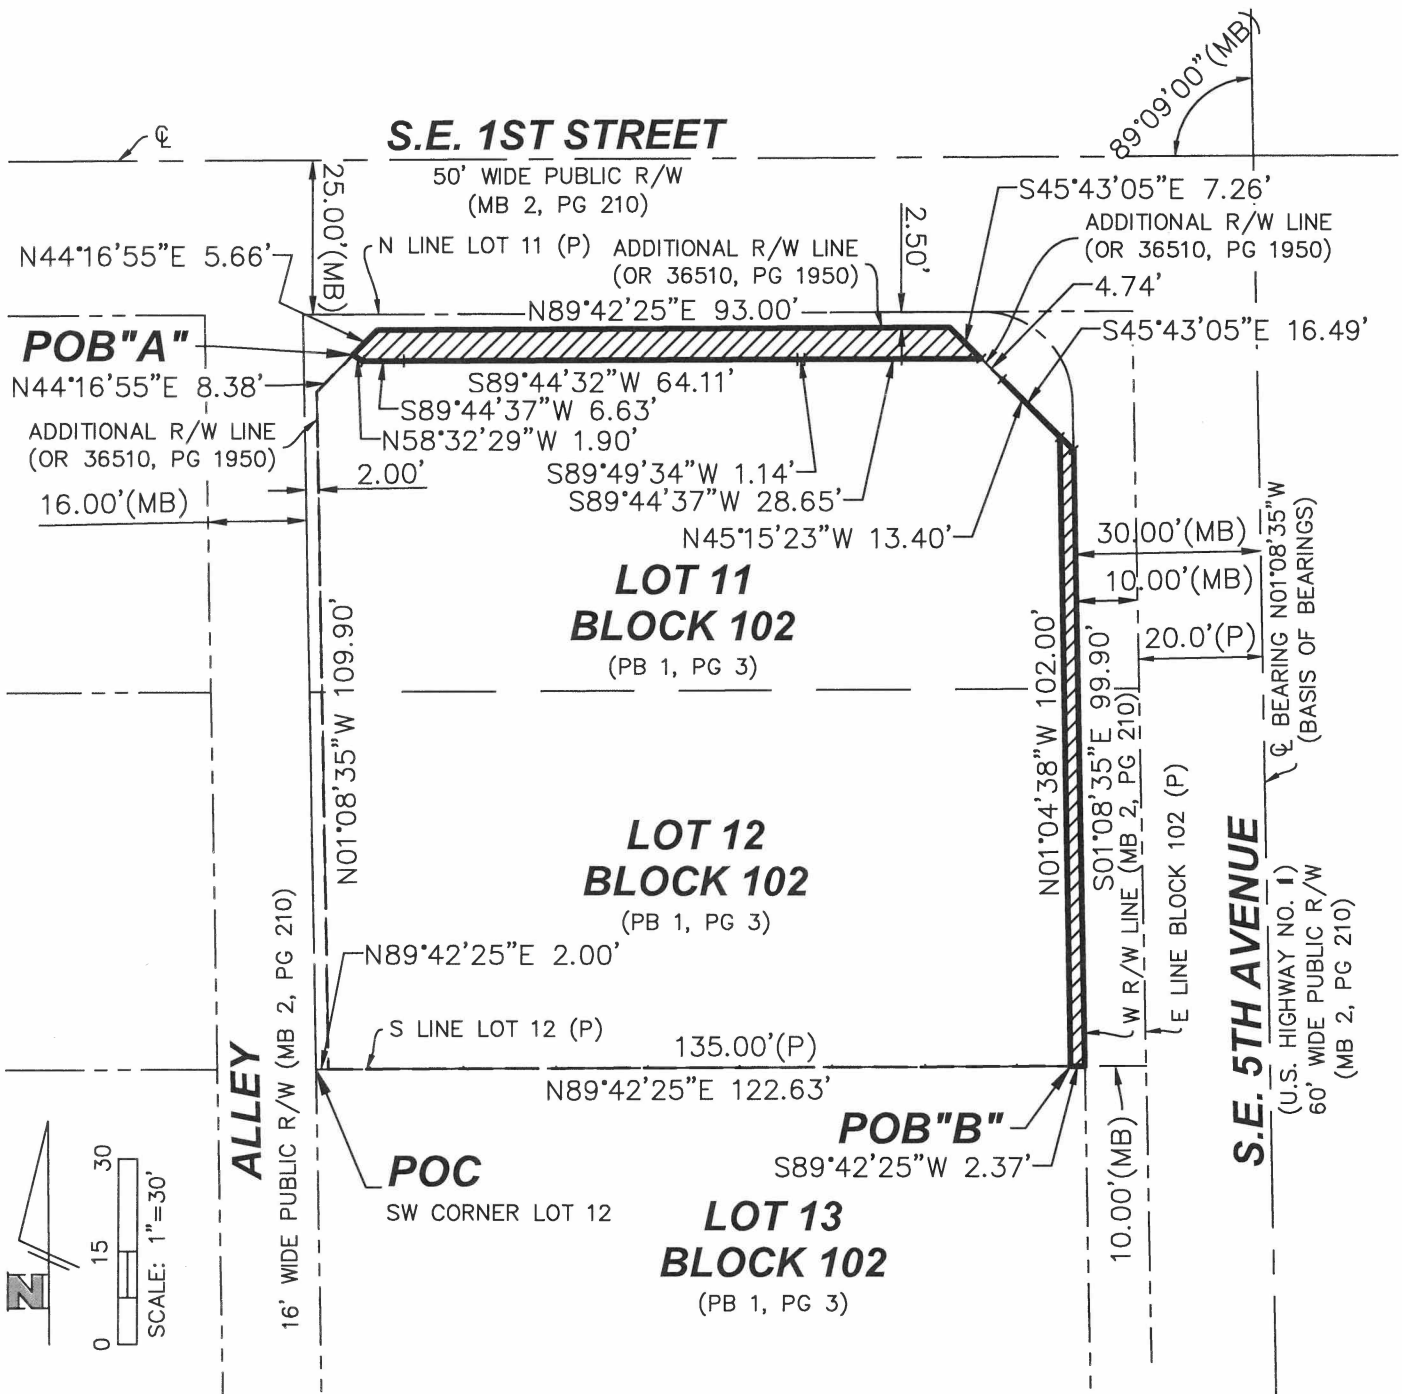 89°09'00"(MB)
℄
S.E. 1ST STREET
50' WIDE PUBLIC R/W
(MB 2, PG 210)
25.00'(MB)
2.50'
S45°43'05"E 7.26'
ADDITIONAL R/W LINE
(OR 36510, PG 1950)
N LINE LOT 11 (P)
ADDITIONAL R/W LINE
(OR 36510, PG 1950)
N44°16'55"E 5.66'
4.74'
N89°42'25"E 93.00'
S45°43'05"E 16.49'
POB"A"
N44°16'55"E 8.38'
S89°44'32"W 64.11'
S89°44'37"W 6.63'
N58°32'29"W 1.90'
ADDITIONAL R/W LINE
(OR 36510, PG 1950)
2.00'
S89°49'34"W 1.14'
S89°44'37"W 28.65'
16.00'(MB)
N45°15'23"W 13.40'
30.00'(MB)
10.00'(MB)
20.0'(P)
℄ BEARING N01°08'35"W
(BASIS OF BEARINGS)
LOT 11
BLOCK 102
(PB 1, PG 3)
N01°08'35"W 109.90'
N01°04'38"W 102.00'
S01°08'35"E 99.90'
W R/W LINE (MB 2, PG 210)
E LINE BLOCK 102 (P)
LOT 12
BLOCK 102
(PB 1, PG 3)
S.E. 5TH AVENUE
(U.S. HIGHWAY NO. 1)
60' WIDE PUBLIC R/W
(MB 2, PG 210)
N89°42'25"E 2.00'
S LINE LOT 12 (P)
135.00'(P)
N89°42'25"E 122.63'
ALLEY
16' WIDE PUBLIC R/W (MB 2, PG 210)
POB"B"
S89°42'25"W 2.37'
10.00'(MB)
POC
SW CORNER LOT 12
LOT 13
BLOCK 102
(PB 1, PG 3)
N
0 15 30
SCALE: 1"=30'